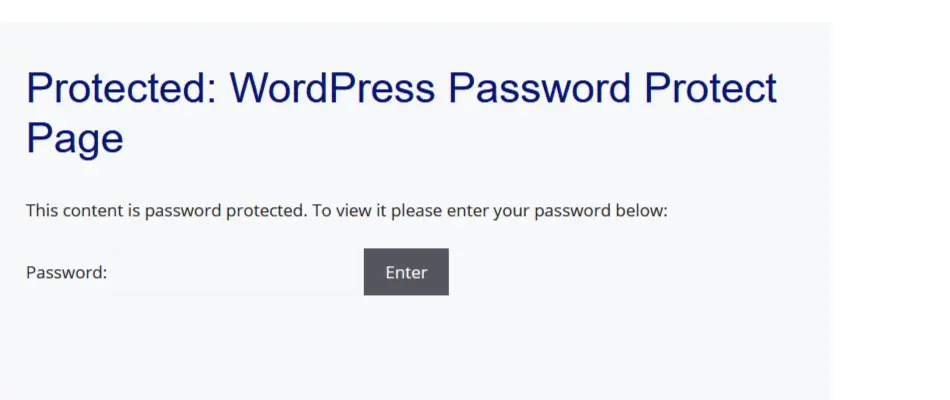 Protected: WordPress Password Protect
Page
This content is password protected. To view it please enter your password below:
Password:
Enter